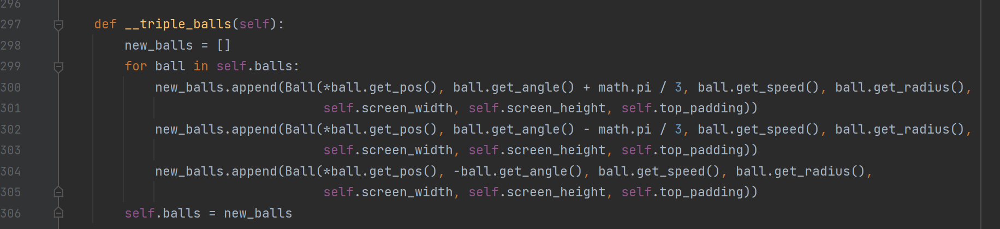 296
297 def __triple_balls(self):
298 new_balls = []
299 for ball in self.balls:
300 new_balls.append(Ball(*ball.get_pos(), ball.get_angle() + math.pi / 3, ball.get_speed(), ball.get_radius(),
301 self.screen_width, self.screen_height, self.top_padding))
302 new_balls.append(Ball(*ball.get_pos(), ball.get_angle() - math.pi / 3, ball.get_speed(), ball.get_radius(),
303 self.screen_width, self.screen_height, self.top_padding))
304 new_balls.append(Ball(*ball.get_pos(), -ball.get_angle(), ball.get_speed(), ball.get_radius(),
305 self.screen_width, self.screen_height, self.top_padding))
306 self.balls = new_balls